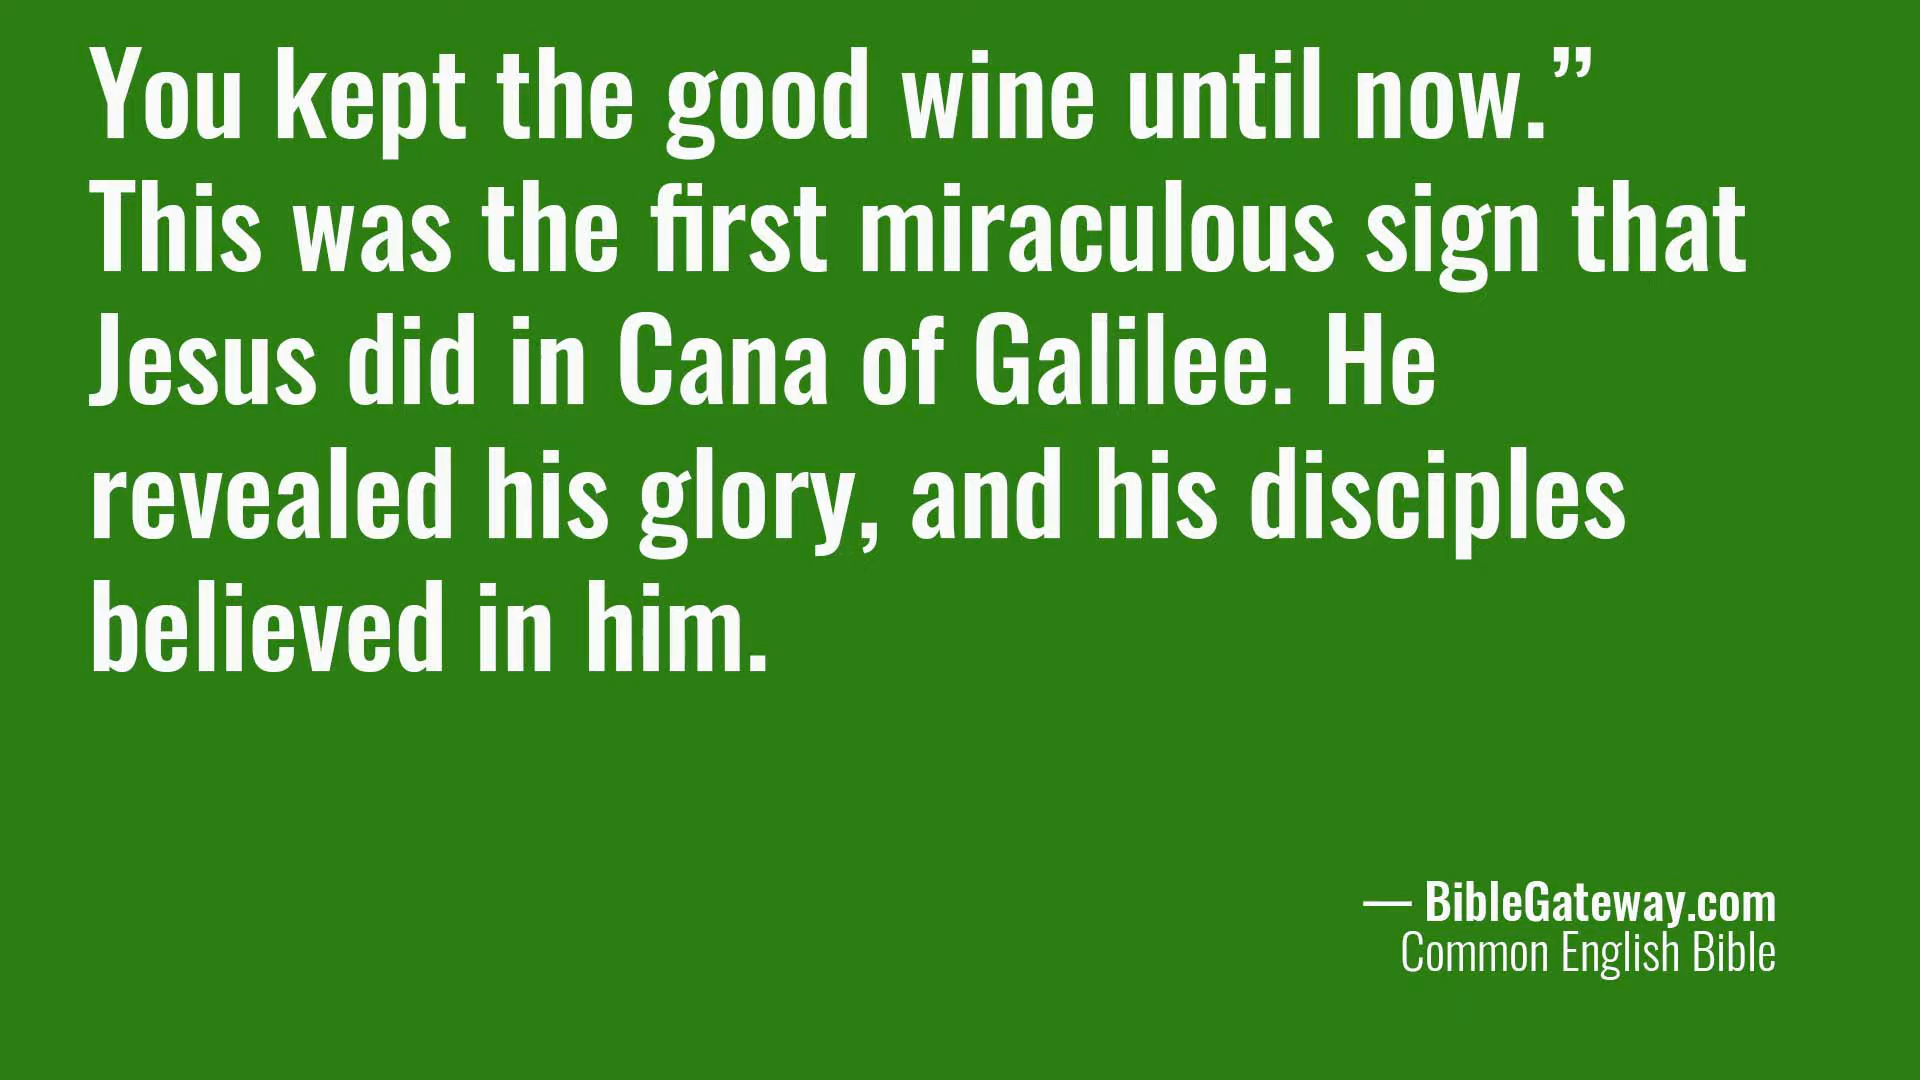 You kept the good wine until now.”
This was the first miraculous sign that
Jesus did in Cana of Galilee. He
revealed his glory, and his disciples
believed in him.
— BibleGateway.com
Common English Bible